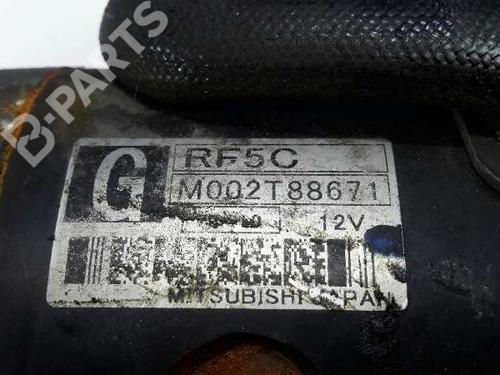 B-PARTS
G
RF5C
M002T88671
12V
MITSUBISHI JAPAN